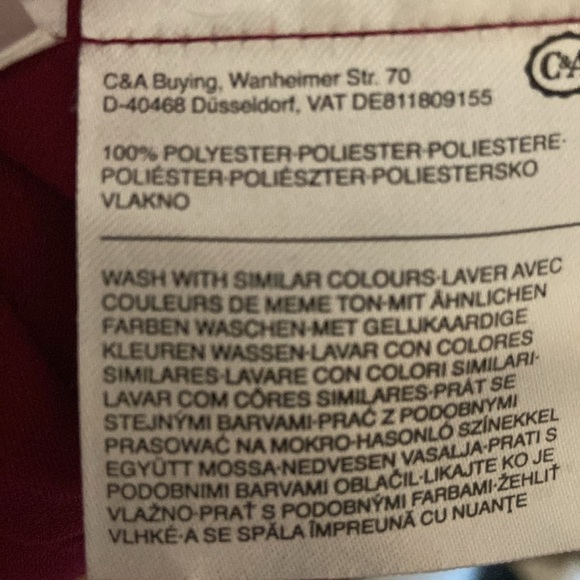 C&A Buying, Wanheimer Str. 70
D-40468 Düsseldorf, VAT DE811809155
C&A
100% POLYESTER·POLIESTER·POLIESTERE·
POLIÉSTER·POLIÉSZTER·POLIESTERSKO
VLAKNO
WASH WITH SIMILAR COLOURS·LAVER AVEC
COULEURS DE MEME TON·MIT ÄHNLICHEN
FARBEN WASCHEN·MET GELIJKAARDIGE
KLEUREN WASSEN·LAVAR CON COLORES
SIMILARES·LAVARE CON COLORI SIMILARI·
LAVAR COM CÔRES SIMILARES·PRÁT SE
STEJNÝMI BARVAMI·PRAĆ Z PODOBNYMI
PRASOWAĆ NA MOKRO·HASONLÓ SZÍNEKKEL
EGYÜTT MOSSA·NEDVESEN VASALJA·PRATI S
PODOBNIMI BARVAMI OBLAČIL·LIKAJTE KO JE
VLAŽNO·PRAŤ S PODOBNÝMI FARBAMI·ŽEHLIŤ
VLHKÉ·A SE SPĂLA ÎMPREUNĂ CU NUANŢE